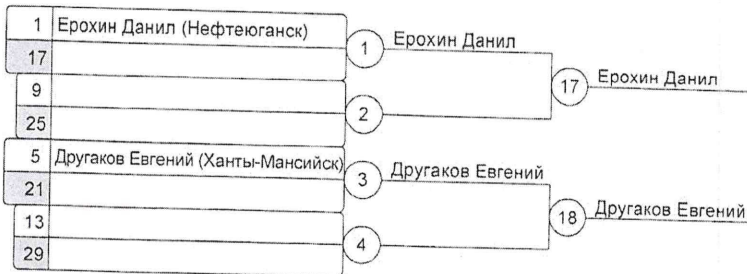 1 Ерохин Данил (Нефтеюганск)
17
1 Ерохин Данил
9
25
2
17 Ерохин Данил
5 Другаков Евгений (Ханты-Мансийск)
21
3 Другаков Евгений
13
29
4
18 Другаков Евгений